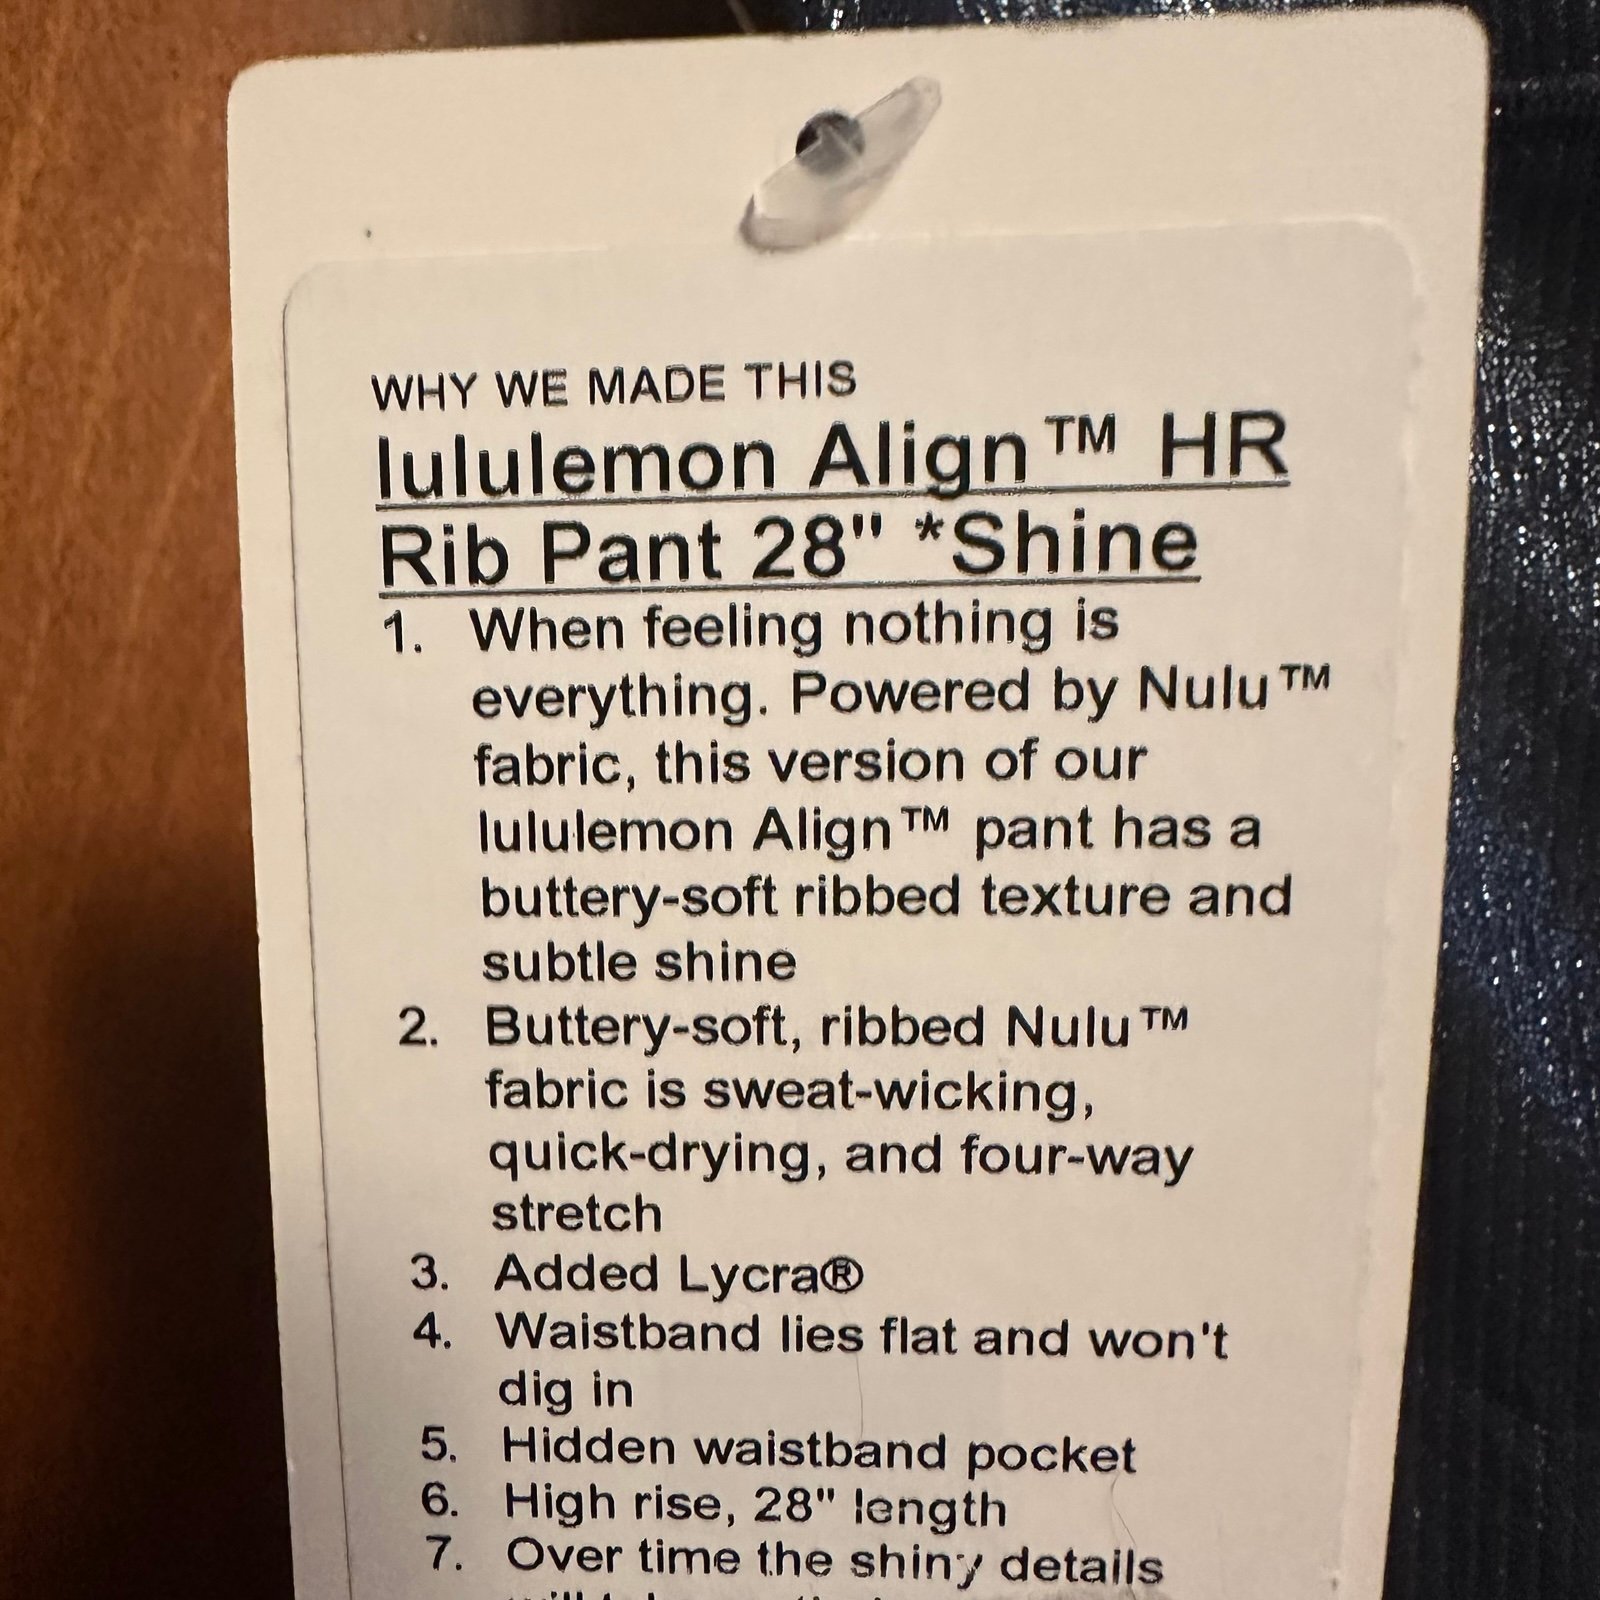 WHY WE MADE THIS
lululemon Align™ HR
Rib Pant 28" *Shine
1. When feeling nothing is
everything. Powered by Nulu™
fabric, this version of our
lululemon Align™ pant has a
buttery-soft ribbed texture and
subtle shine
2. Buttery-soft, ribbed Nulu™
fabric is sweat-wicking,
quick-drying, and four-way
stretch
3. Added Lycra®
4. Waistband lies flat and won't
dig in
5. Hidden waistband pocket
6. High rise, 28" length
7. Over time the shiny details